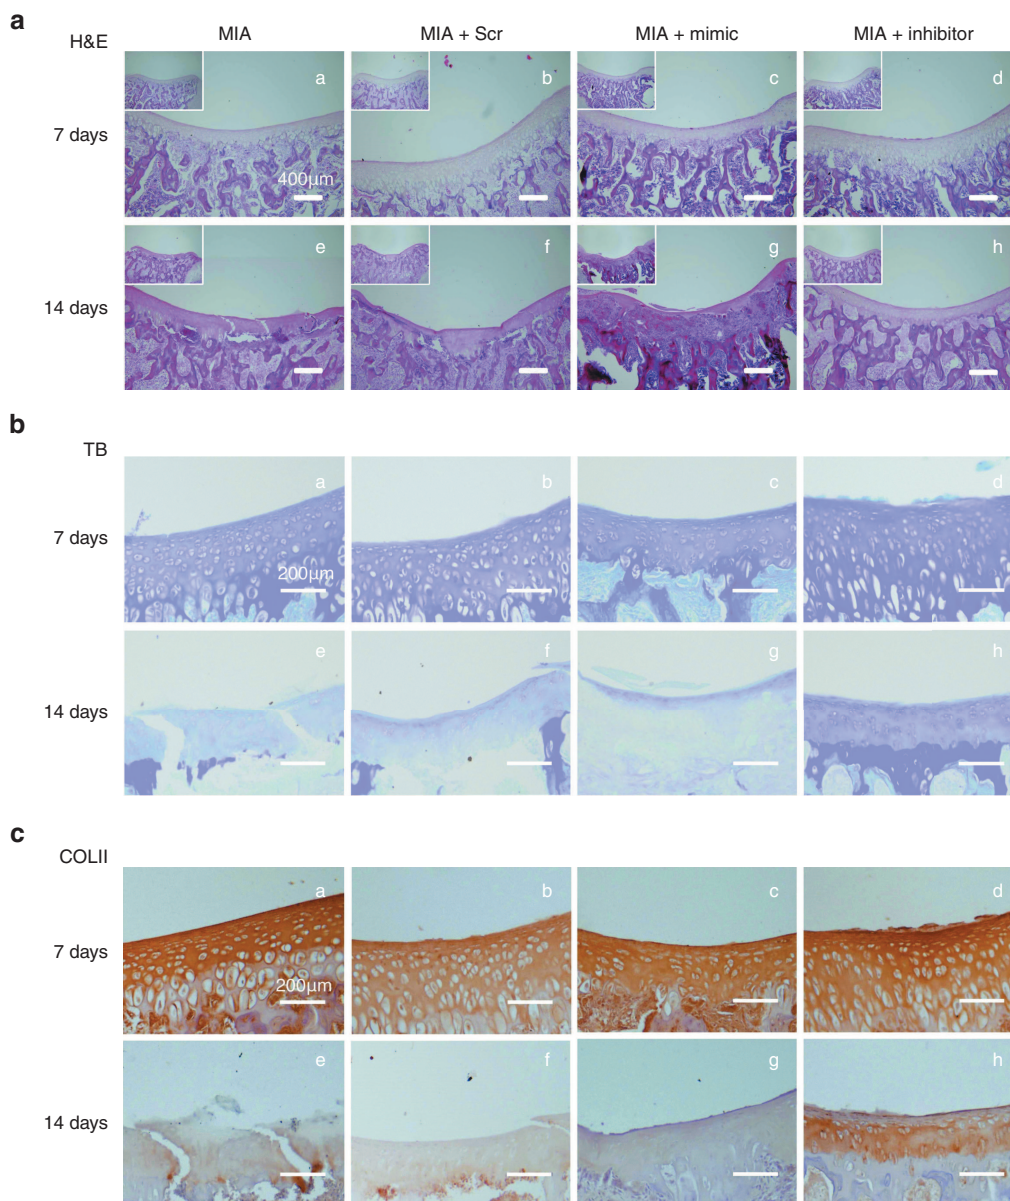 a
H&E
MIA
MIA + Scr
MIA + mimic
MIA + inhibitor
7 days
a
b
c
d
400μm
14 days
e
f
g
h
b
TB
7 days
a
b
c
d
200μm
14 days
e
f
g
h
c
COLII
7 days
a
b
c
d
200μm
14 days
e
f
g
h